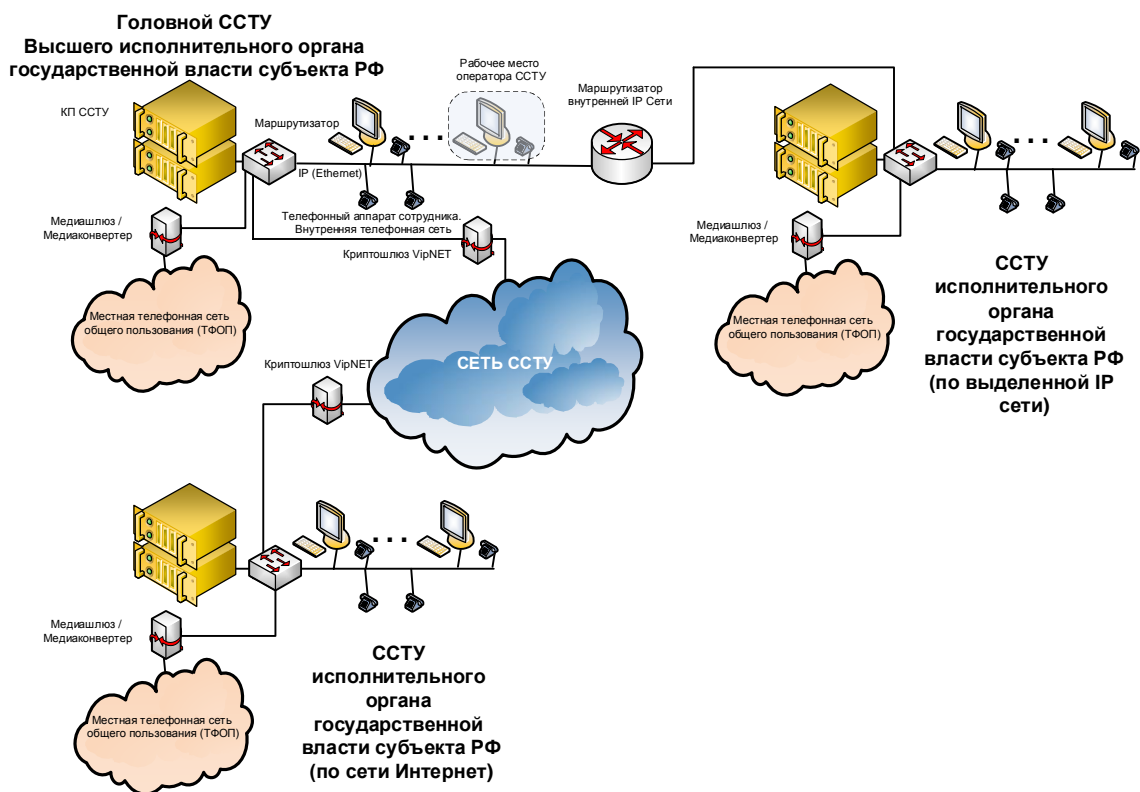 Головной ССТУ
Высшего исполнительного органа
государственной власти субъекта РФ
КП ССТУ
Маршрутизатор
Рабочее место
оператора ССТУ
Маршрутизатор
внутренней IP Сети
IP (Ethernet)
Медиашлюз /
Медиаконвертер
Телефонный аппарат сотрудника.
Внутренняя телефонная сеть
Криптошлюз VipNET
Местная телефонная сеть
общего пользования (ТФОП)
Медиашлюз /
Медиаконвертер
Местная телефонная сеть
общего пользования (ТФОП)
ССТУ
исполнительного
органа
государственной
власти субъекта РФ
(по выделенной IP
сети)
Криптошлюз VipNET
СЕТЬ ССТУ
Медиашлюз /
Медиаконвертер
Местная телефонная сеть
общего пользования (ТФОП)
ССТУ
исполнительного
органа
государственной
власти субъекта РФ
(по сети Интернет)